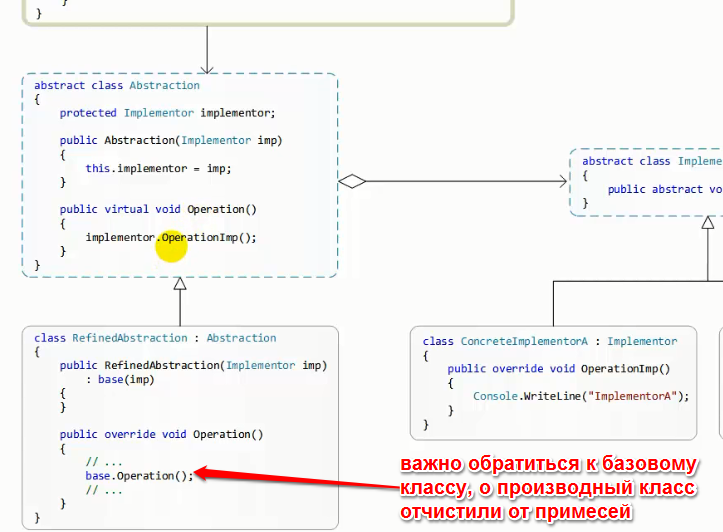 }
}
abstract class Abstraction
{
protected Implementor implementor;
public Abstraction(Implementor imp)
{
this.implementor = imp;
}
public virtual void Operation()
{
implementor.OperationImp();
}
}
abstract class Impleme
{
public abstract vo
}
class RefinedAbstraction : Abstraction
{
public RefinedAbstraction(Implementor imp)
: base(imp)
{
}
public override void Operation()
{
// ...
base.Operation();
// ...
}
}
class ConcreteImplementorA : Implementor
{
public override void OperationImp()
{
Console.WriteLine("ImplementorA");
}
}
важно обратиться к базовому
классу, о производный класс
отчистили от примесей